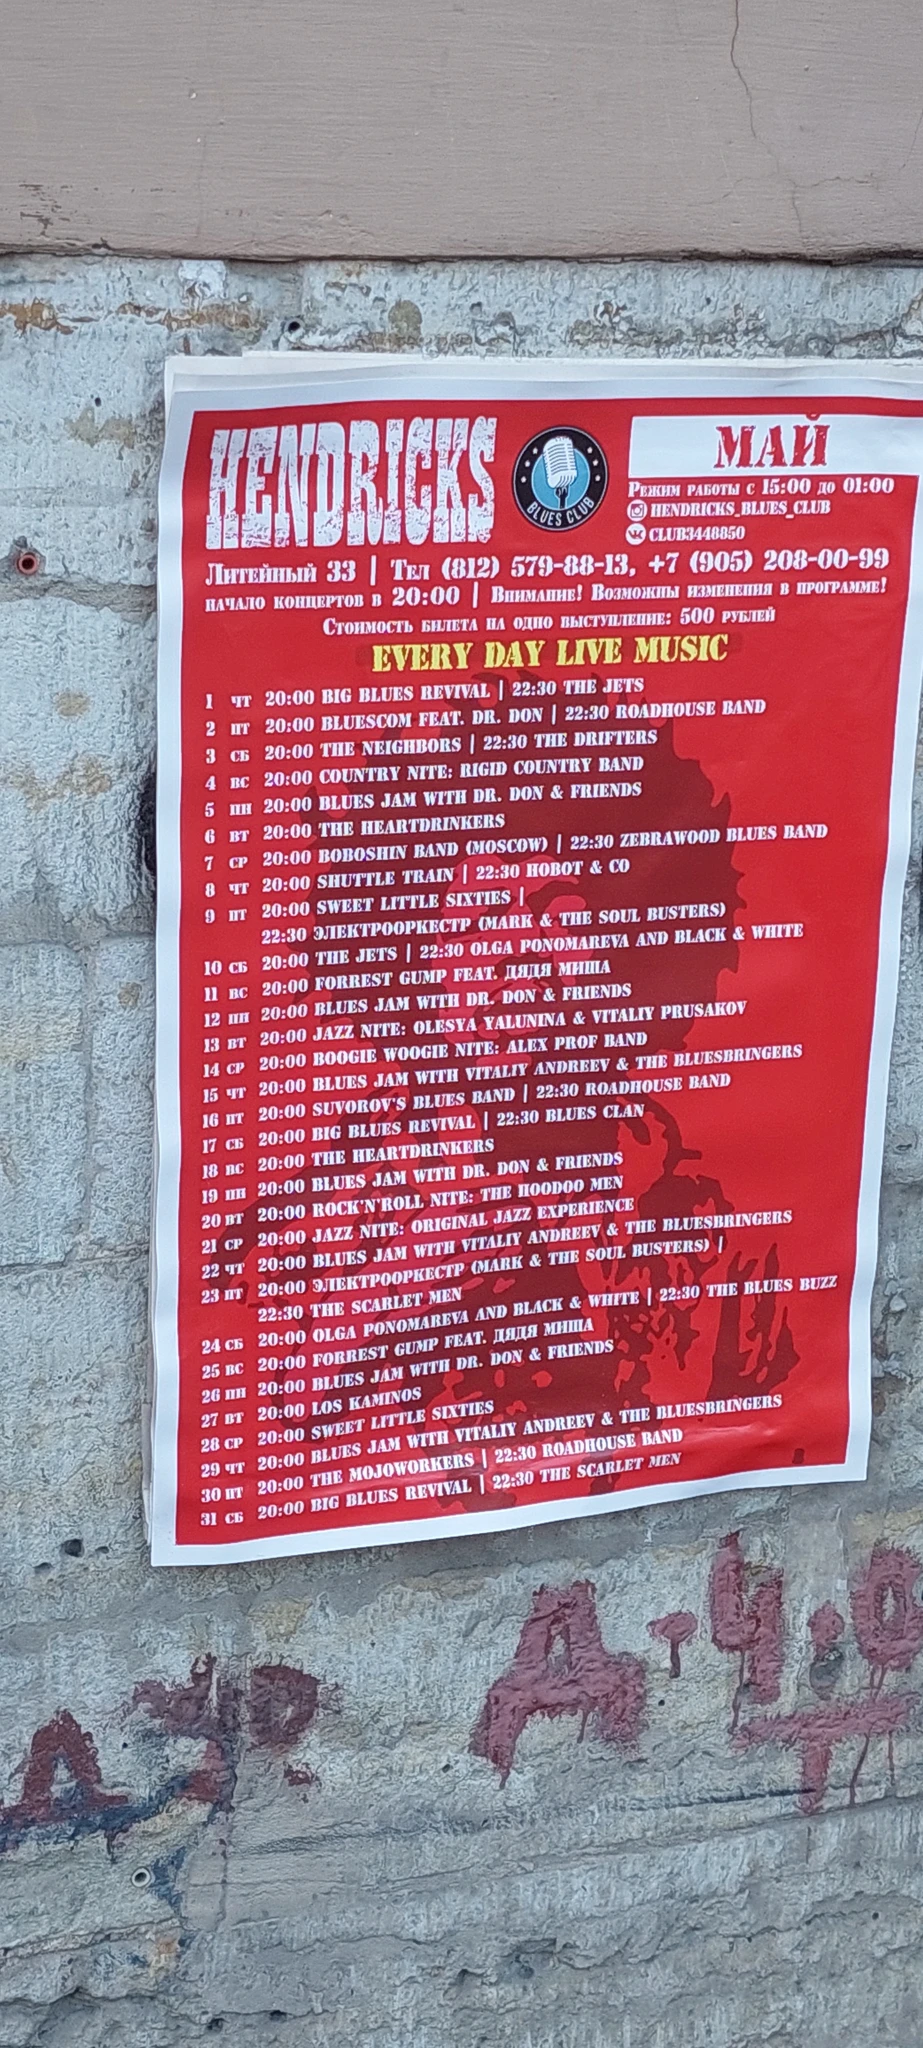 HENDRICKS
BLUES CLUB
МАЙ
Режим работы с 15:00 до 01:00
HENDRICKS_BLUES_CLUB
CLUB3448850
Литейный 33 | Тел (812) 579-88-13, +7 (905) 208-00-99
начало концертов в 20:00 | Внимание! Возможны изменения в программе!
Стоимость билета на одно выступление: 500 рублей
EVERY DAY LIVE MUSIC
1 чт 20:00 BIG BLUES REVIVAL | 22:30 THE JETS
2 пт 20:00 BLUESCOM FEAT. DR. DON | 22:30 ROADHOUSE BAND
3 сб 20:00 THE NEIGHBORS | 22:30 THE DRIFTERS
4 вс 20:00 COUNTRY NITE: RIGID COUNTRY BAND
5 пн 20:00 BLUES JAM WITH DR. DON & FRIENDS
6 вт 20:00 THE HEARTDRINKERS
7 ср 20:00 BOBOSHIN BAND (MOSCOW) | 22:30 ZEBRAWOOD BLUES BAND
8 чт 20:00 SHUTTLE TRAIN | 22:30 HOBOT & CO
9 пт 20:00 SWEET LITTLE SIXTIES |
22:30 ЭЛЕКТРООРКЕСТР (MARK & THE SOUL BUSTERS)
10 сб 20:00 THE JETS | 22:30 OLGA PONOMAREVA AND BLACK & WHITE
11 вс 20:00 FORREST GUMP FEAT. ДЯДЯ МИША
12 пн 20:00 BLUES JAM WITH DR. DON & FRIENDS
13 вт 20:00 JAZZ NITE: OLESYA YALUNINA & VITALIY PRUSAKOV
14 ср 20:00 BOOGIE WOOGIE NITE: ALEX PROF BAND
15 чт 20:00 BLUES JAM WITH VITALIY ANDREEV & THE BLUESBRINGERS
16 пт 20:00 SUVOROV'S BLUES BAND | 22:30 ROADHOUSE BAND
17 сб 20:00 BIG BLUES REVIVAL | 22:30 BLUES CLAN
18 вс 20:00 THE HEARTDRINKERS
19 пн 20:00 BLUES JAM WITH DR. DON & FRIENDS
20 вт 20:00 ROCK'N'ROLL NITE: THE HOODOO MEN
21 ср 20:00 JAZZ NITE: ORIGINAL JAZZ EXPERIENCE
22 чт 20:00 BLUES JAM WITH VITALIY ANDREEV & THE BLUESBRINGERS
23 пт 20:00 ЭЛЕКТРООРКЕСТР (MARK & THE SOUL BUSTERS) |
22:30 THE SCARLET MEN
24 сб 20:00 OLGA PONOMAREVA AND BLACK & WHITE | 22:30 THE BLUES BUZZ
25 вс 20:00 FORREST GUMP FEAT. ДЯДЯ МИША
26 пн 20:00 BLUES JAM WITH DR. DON & FRIENDS
27 вт 20:00 LOS KAMINOS
28 ср 20:00 SWEET LITTLE SIXTIES
29 чт 20:00 BLUES JAM WITH VITALIY ANDREEV & THE BLUESBRINGERS
30 пт 20:00 THE MOJOWORKERS | 22:30 ROADHOUSE BAND
31 сб 20:00 BIG BLUES REVIVAL | 22:30 THE SCARLET MEN